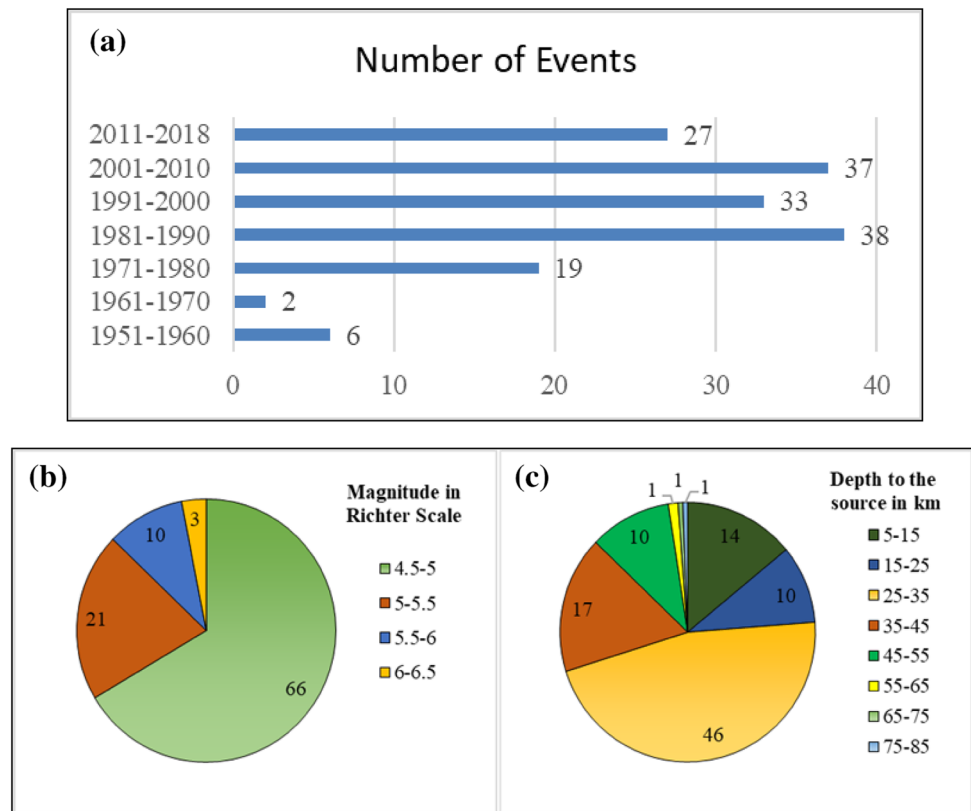 (a)
Number of Events
2011-2018 27
2001-2010 37
1991-2000 33
1981-1990 38
1971-1980 19
1961-1970 2
1951-1960 6
0 10 20 30 40
(b)
Magnitude in
Richter Scale
4.5-5
5-5.5
5.5-6
6-6.5
3
10
21
66
(c)
Depth to the
source in km
5-15
15-25
25-35
35-45
45-55
55-65
65-75
75-85
1 1 1
14
10
10
17
46